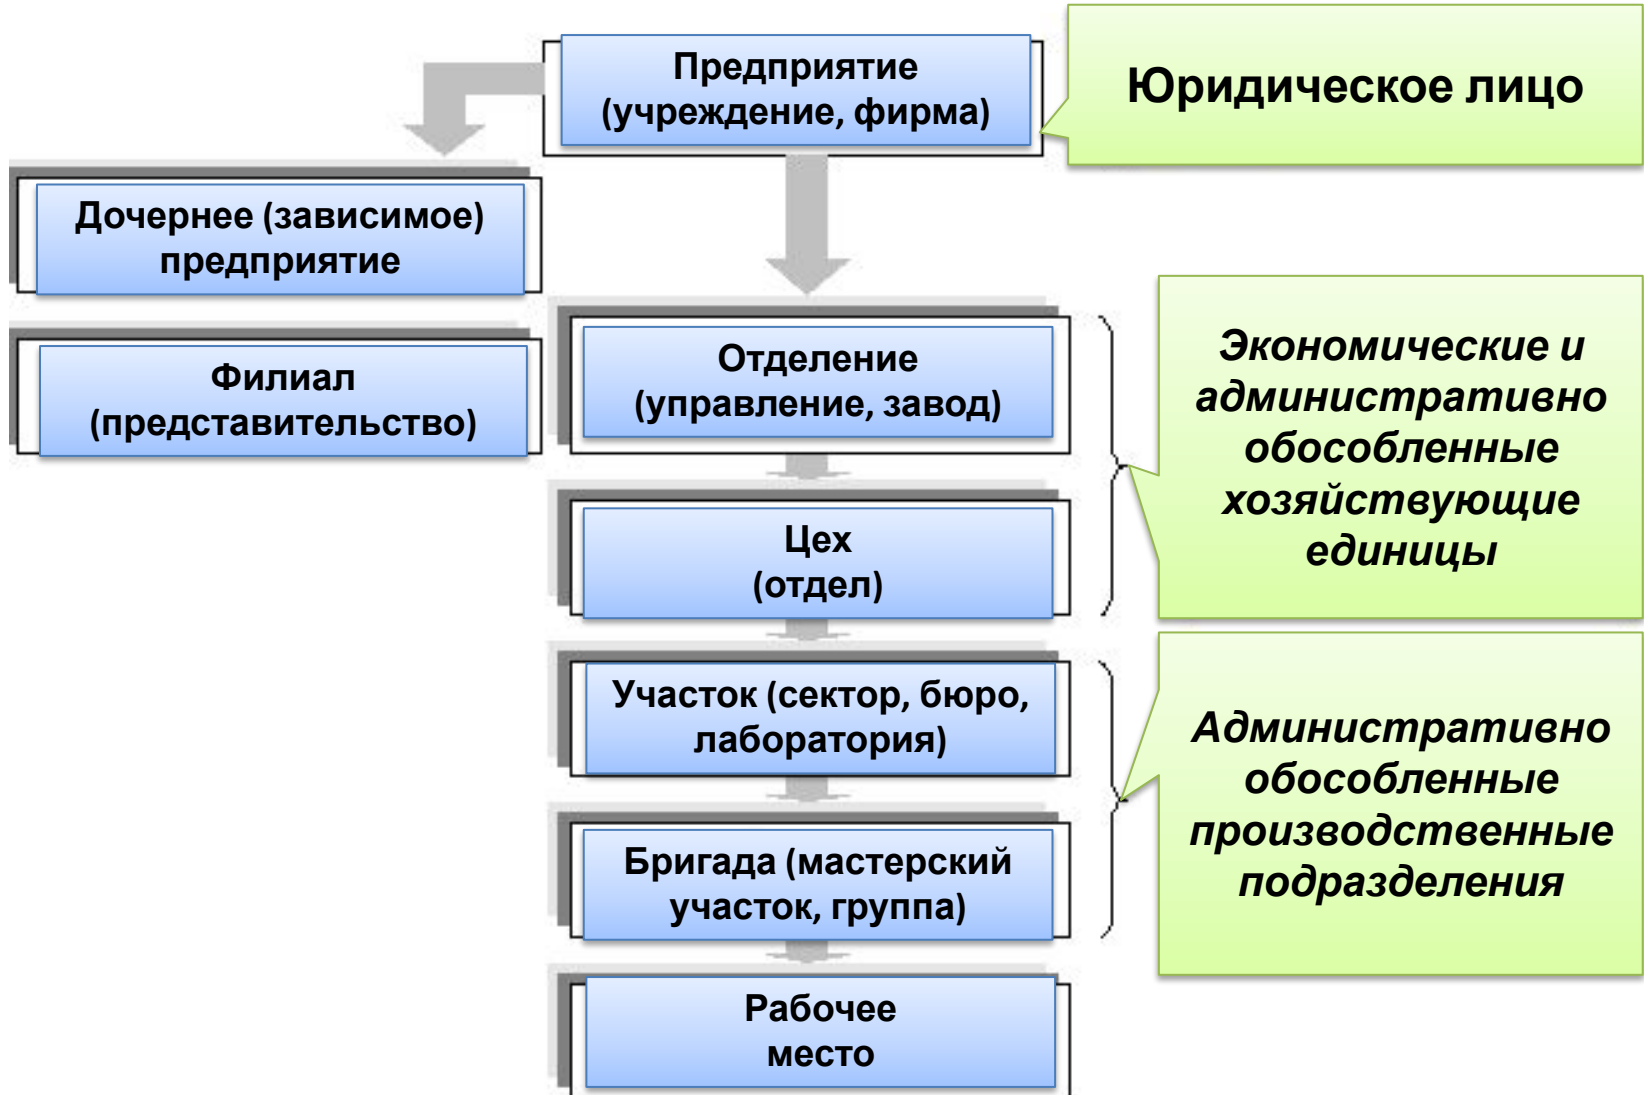 Предприятие
(учреждение, фирма)
Юридическое лицо
Дочернее (зависимое)
предприятие
Филиал
(представительство)
Отделение
(управление, завод)
Экономические и
административно
обособленные
хозяйствующие
единицы
Цех
(отдел)
Участок (сектор, бюро,
лаборатория)
Административно
обособленные
производственные
подразделения
Бригада (мастерский
участок, группа)
Рабочее
место